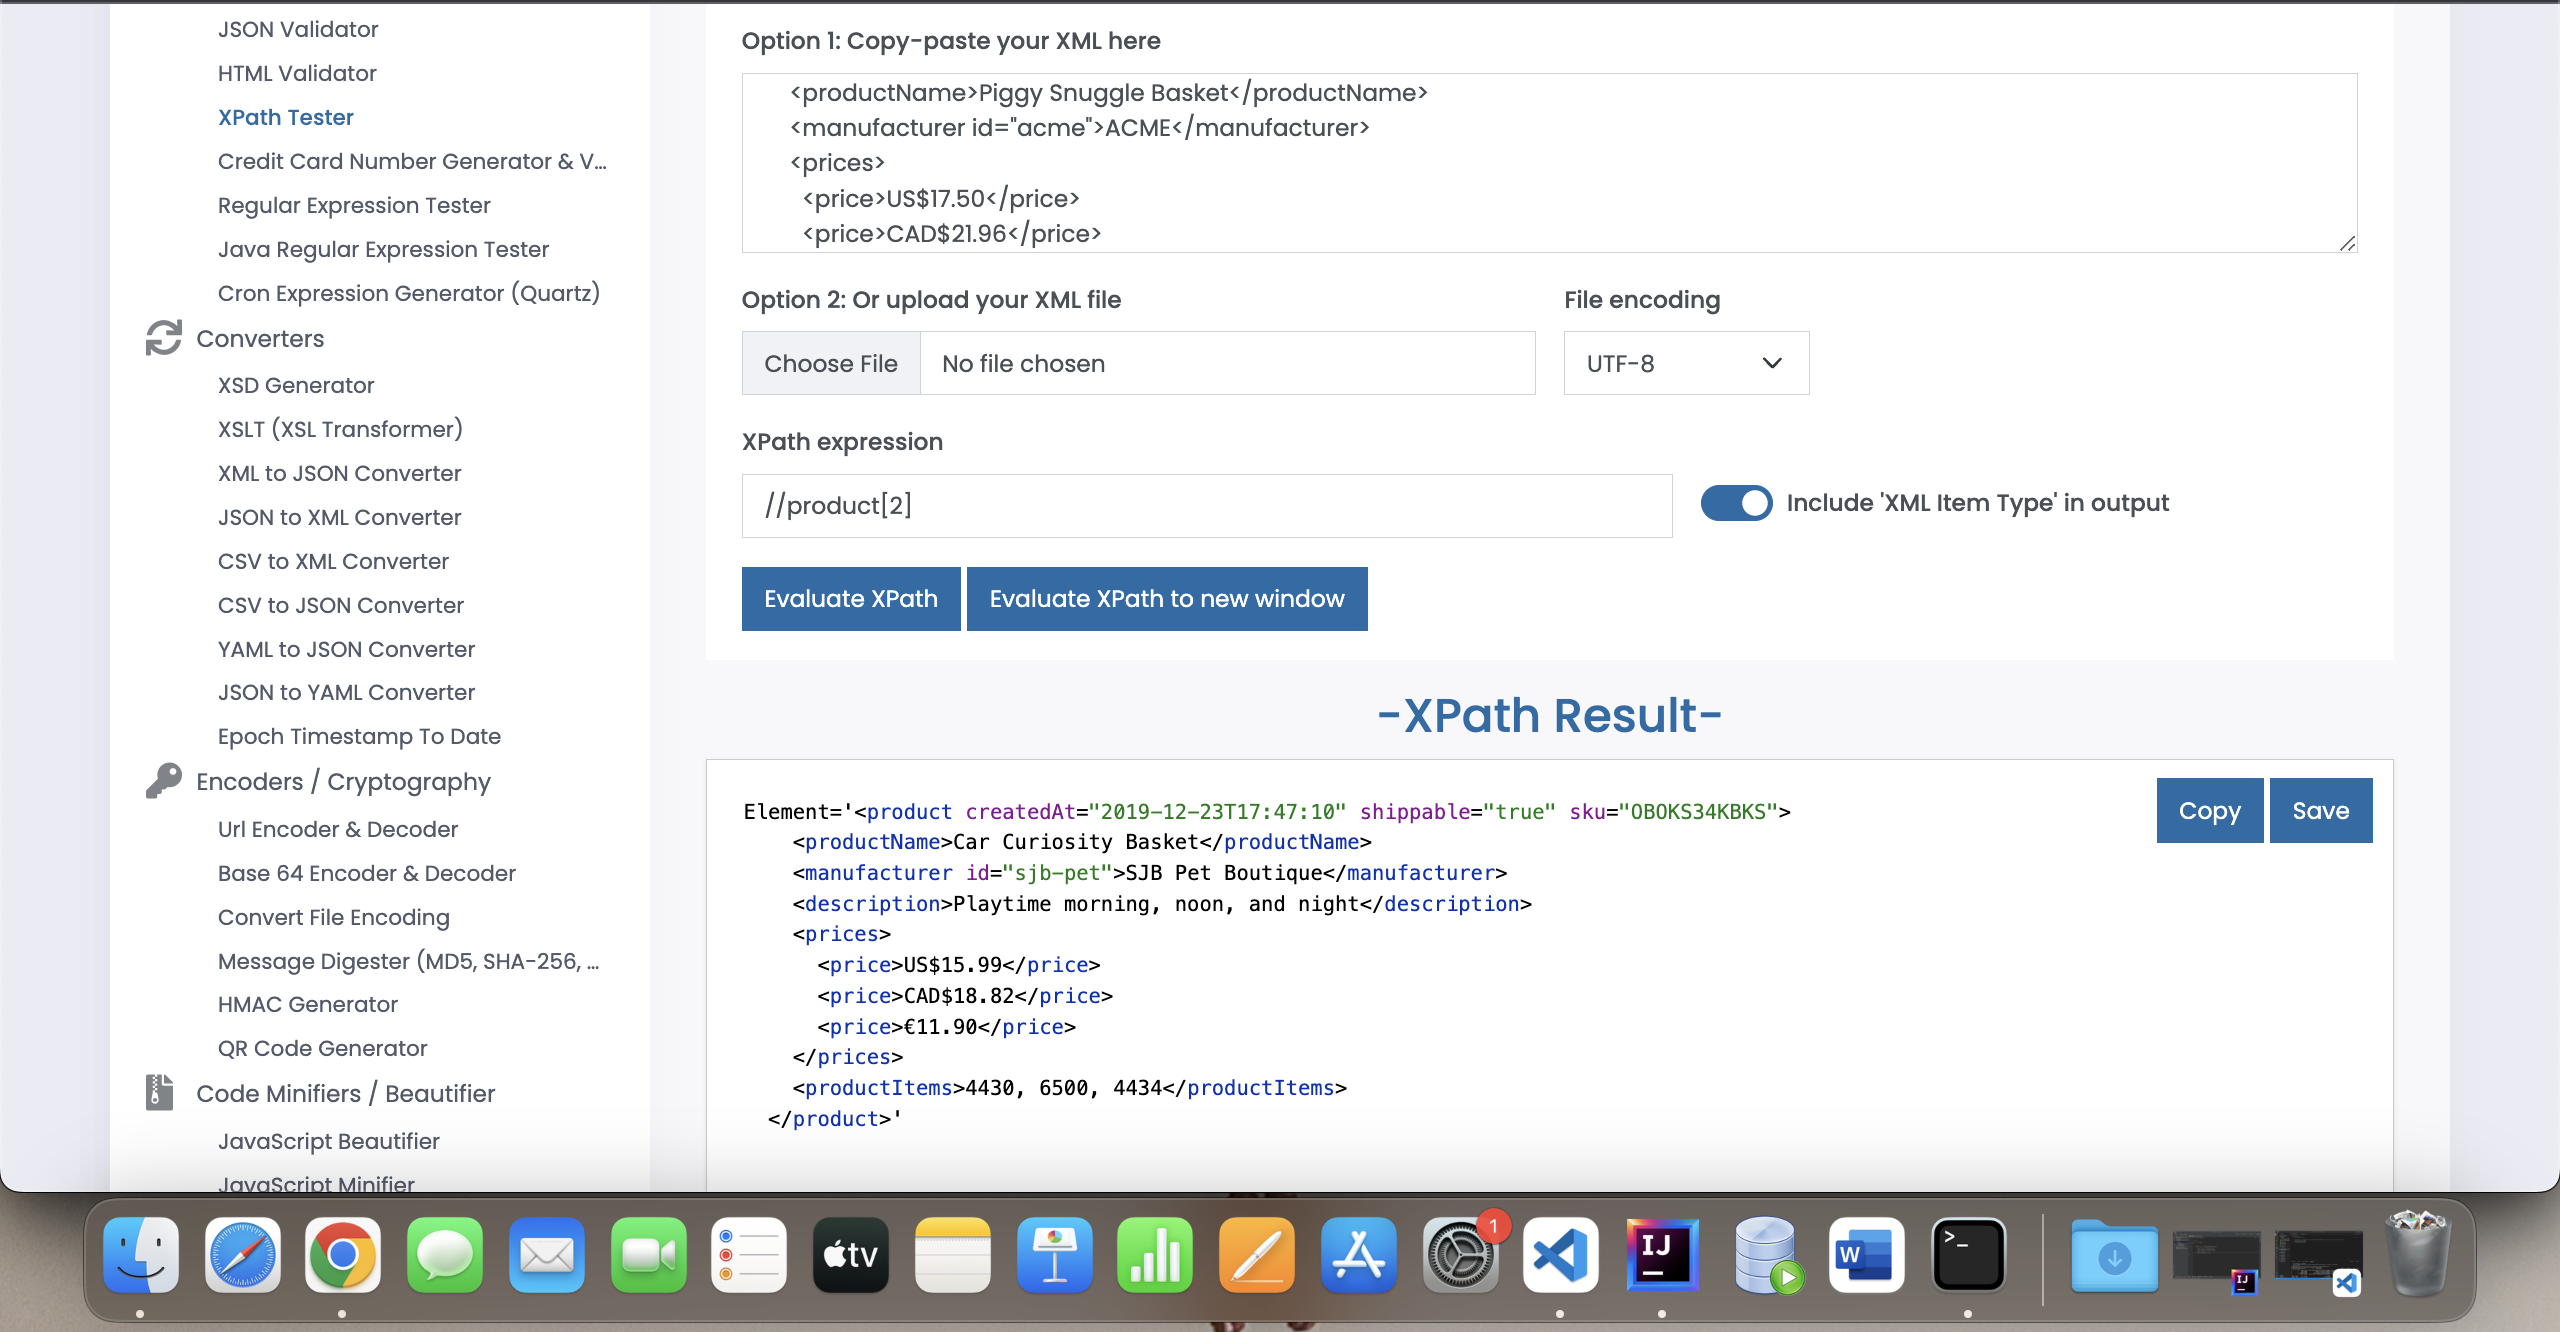 JSON Validator
HTML Validator
XPath Tester
Credit Card Number Generator & V...
Regular Expression Tester
Java Regular Expression Tester
Cron Expression Generator (Quartz)
Converters
XSD Generator
XSLT (XSL Transformer)
XML to JSON Converter
JSON to XML Converter
CSV to XML Converter
CSV to JSON Converter
YAML to JSON Converter
JSON to YAML Converter
Epoch Timestamp To Date
Encoders / Cryptography
Url Encoder & Decoder
Base 64 Encoder & Decoder
Convert File Encoding
Message Digester (MD5, SHA-256, ...
HMAC Generator
QR Code Generator
Code Minifiers / Beautifier
JavaScript Beautifier
JavaScript Minifier
Option 1: Copy-paste your XML here
<productName>Piggy Snuggle Basket</productName>
<manufacturer id="acme">ACME</manufacturer>
<prices>
<price>US$17.50</price>
<price>CAD$21.96</price>
Option 2: Or upload your XML file
File encoding
Choose File No file chosen
UTF-8
XPath expression
//product[2]
Include 'XML Item Type' in output
Evaluate XPath
Evaluate XPath to new window
-XPath Result-
Copy
Save
Element='<product createdAt="2019-12-23T17:47:10" shippable="true" sku="OBOKS34KBKS">
<productName>Car Curiosity Basket</productName>
<manufacturer id="sjb-pet">SJB Pet Boutique</manufacturer>
<description>Playtime morning, noon, and night</description>
<prices>
<price>US$15.99</price>
<price>CAD$18.82</price>
<price>€11.90</price>
</prices>
<productItems>4430, 6500, 4434</productItems>
</product>'
tv
1
IJ
W
>_
IJ